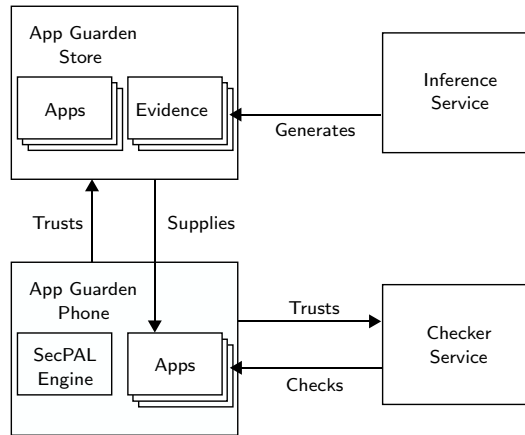 App Guarden
Store
Apps
Evidence
Inference
Service
Generates
Trusts
Supplies
App Guarden
Phone
SecPAL
Engine
Apps
Trusts
Checks
Checker
Service